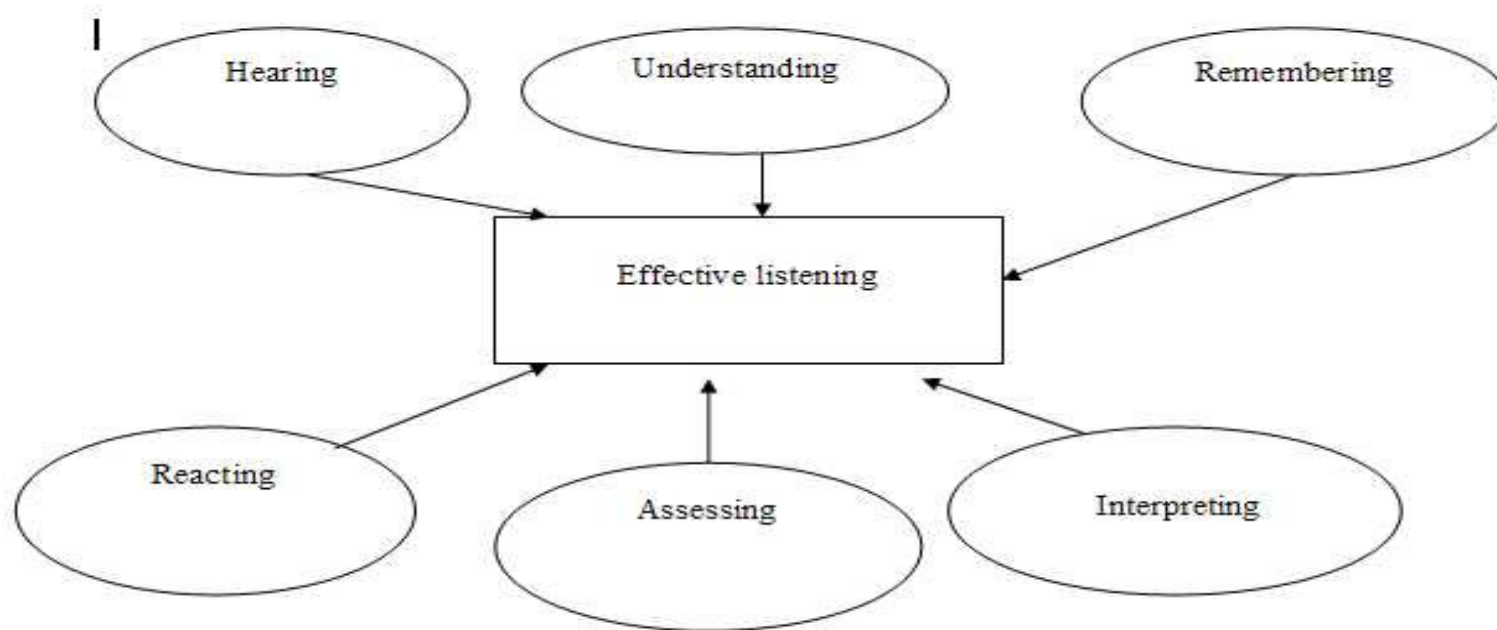 Hearing
Understanding
Remembering
Effective listening
Reacting
Assessing
Interpreting